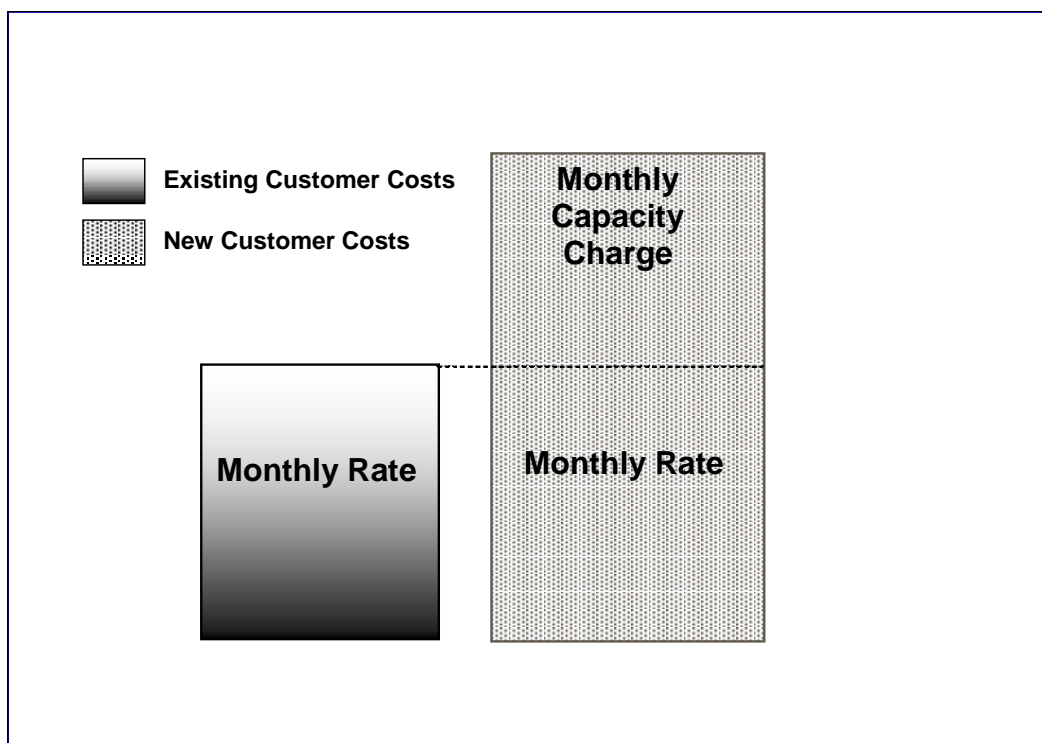 Existing Customer Costs
New Customer Costs
Monthly
Capacity
Charge
Monthly Rate
Monthly Rate